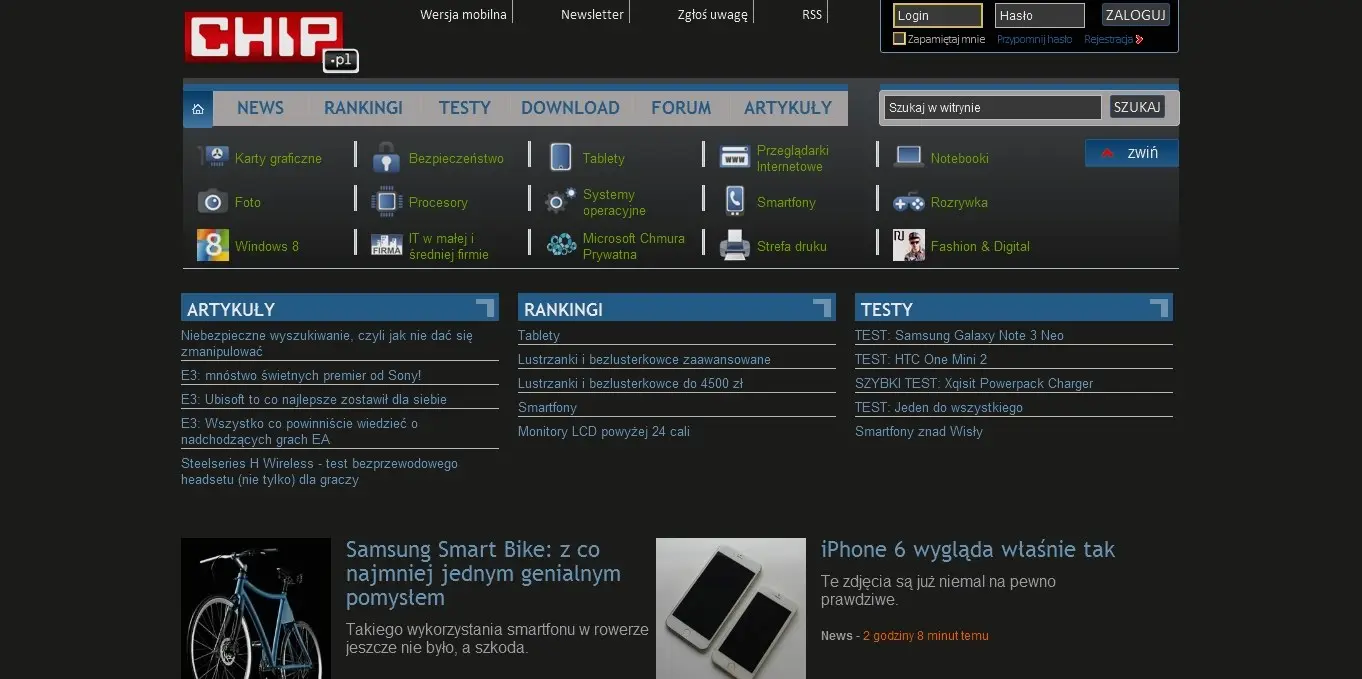 CHIP
.pl
Wersja mobilna
Newsletter
Zgłoś uwagę
RSS
Login
Hasło
ZALOGUJ
Zapamiętaj mnie
Przypomnij hasło
Rejestracja
NEWS
RANKINGI
TESTY
DOWNLOAD
FORUM
ARTYKUŁY
Szukaj w witrynie
SZUKAJ
Karty graficzne
Bezpieczeństwo
Tablety
WWW
Przeglądarki
Internetowe
Notebooki
zwiń
Foto
Procesory
Systemy
operacyjne
Smartfony
Rozrywka
8
Windows 8
FIRMA
IT w małej i
średniej firmie
Microsoft Chmura
Prywatna
Strefa druku
Fashion & Digital
ARTYKUŁY
Niebezpieczne wyszukiwanie, czyli jak nie dać się
zmanipulować
E3: mnóstwo świetnych premier od Sony!
E3: Ubisoft to co najlepsze zostawił dla siebie
E3: Wszystko co powinniście wiedzieć o
nadchodzących grach EA
Steelseries H Wireless - test bezprzewodowego
headsetu (nie tylko) dla graczy
RANKINGI
Tablety
Lustrzanki i bezlusterkowce zaawansowane
Lustrzanki i bezlusterkowce do 4500 zł
Smartfony
Monitory LCD powyżej 24 cali
TESTY
TEST: Samsung Galaxy Note 3 Neo
TEST: HTC One Mini 2
SZYBKI TEST: Xqisit Powerpack Charger
TEST: Jeden do wszystkiego
Smartfony znad Wisły
Samsung Smart Bike: z co
najmniej jednym genialnym
pomysłem
Takiego wykorzystania smartfonu w rowerze
jeszcze nie było, a szkoda.
iPhone 6 wygląda właśnie tak
Te zdjęcia są już niemal na pewno
prawdziwe.
News - 2 godziny 8 minut temu